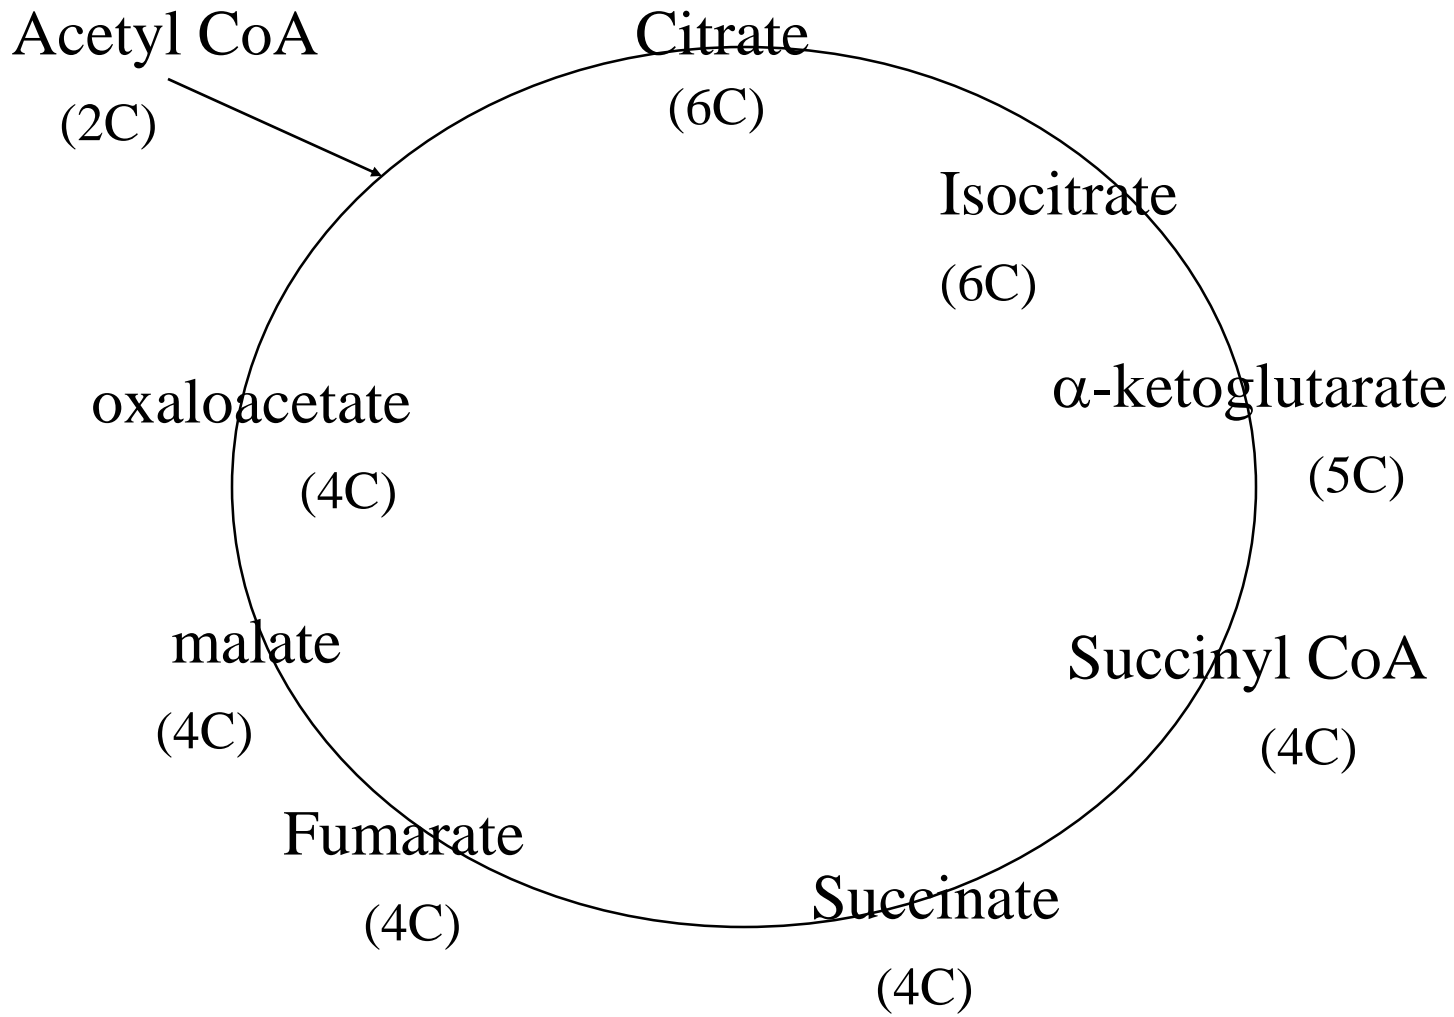 Acetyl CoA
(2C)
Citrate
(6C)
Isocitrate
(6C)
α-ketoglutarate
(5C)
Succinyl CoA
(4C)
Succinate
(4C)
Fumarate
(4C)
malate
(4C)
oxaloacetate
(4C)